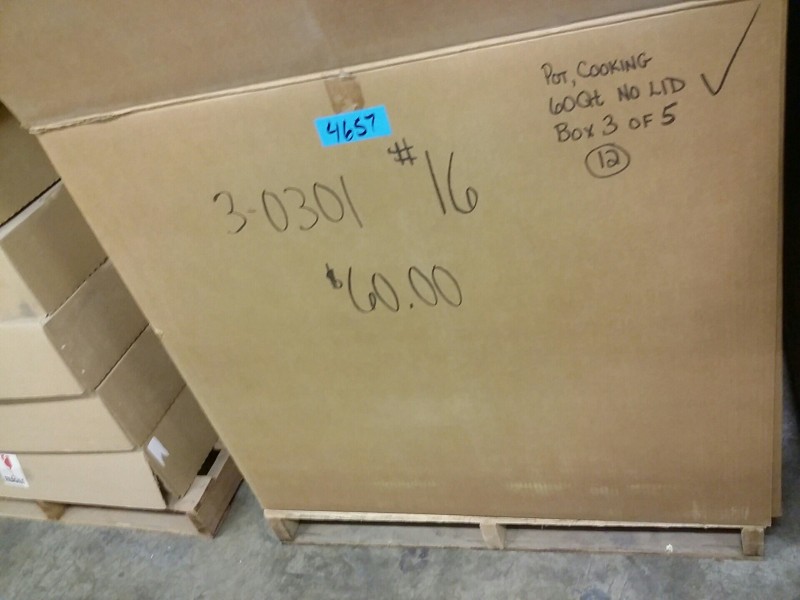 4657
POT, COOKING
60Qt NO LID
BOX 3 OF 5
12
3-0301 #16
$60.00